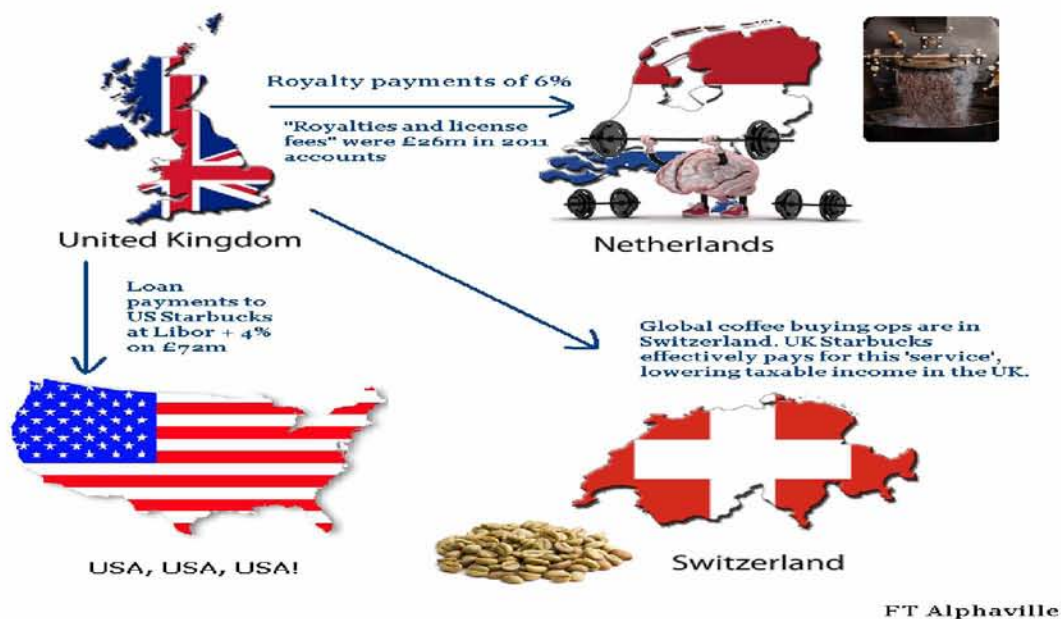 Royalty payments of 6%
"Royalties and license
fees" were £26m in 2011
accounts
United Kingdom
Netherlands
Loan
payments to
US Starbucks
at Libor + 4%
on £72m
Global coffee buying ops are in
Switzerland. UK Starbucks
effectively pays for this 'service',
lowering taxable income in the UK.
USA, USA, USA!
Switzerland
FT Alphaville